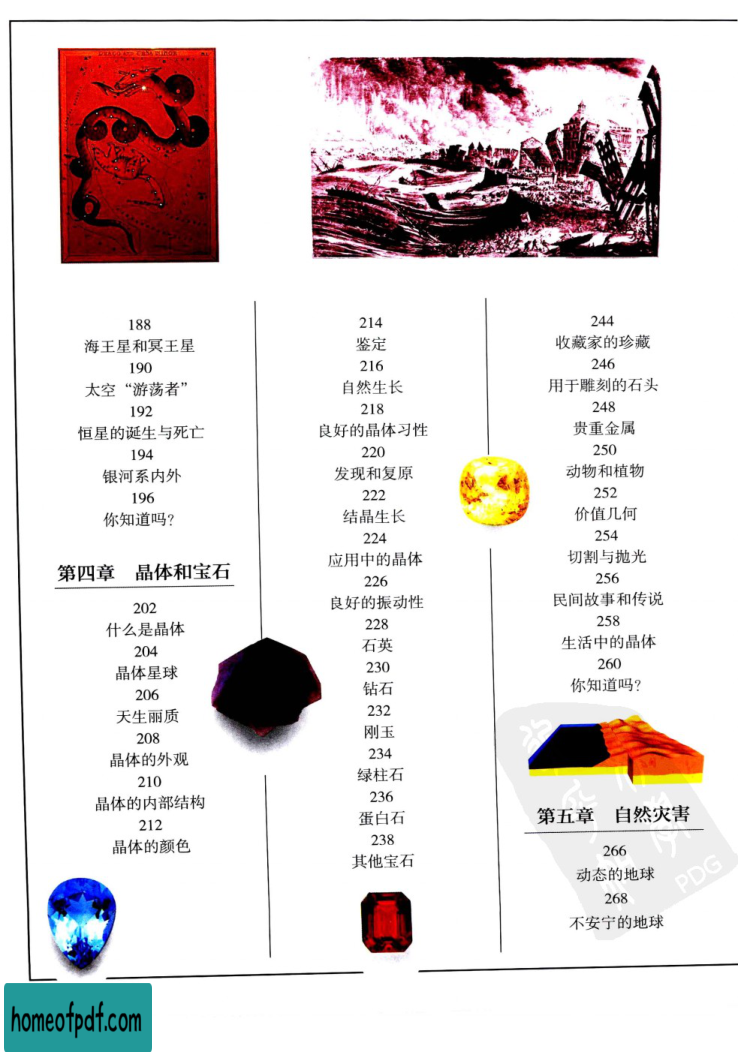 188
海王星和冥王星
190
太空“游荡者”
192
恒星的诞生与死亡
194
银河系内外
196
你知道吗?
第四章 晶体和宝石
202
什么是晶体
204
晶体星球
206
天生丽质
208
晶体的外观
210
晶体的内部结构
212
晶体的颜色
214
鉴定
216
自然生长
218
良好的晶体习性
220
发现和复原
222
结晶生长
224
应用中的晶体
226
良好的振动性
228
石英
230
钻石
232
刚玉
234
绿柱石
236
蛋白石
238
其他宝石
244
收藏家的珍藏
246
用于雕刻的石头
248
贵重金属
250
动物和植物
252
价值几何
254
切割与抛光
256
民间故事和传说
258
生活中的晶体
260
你知道吗?
第五章 自然灾害
266
动态的地球
268
不安宁的地球
PDG
homeofpdf.com